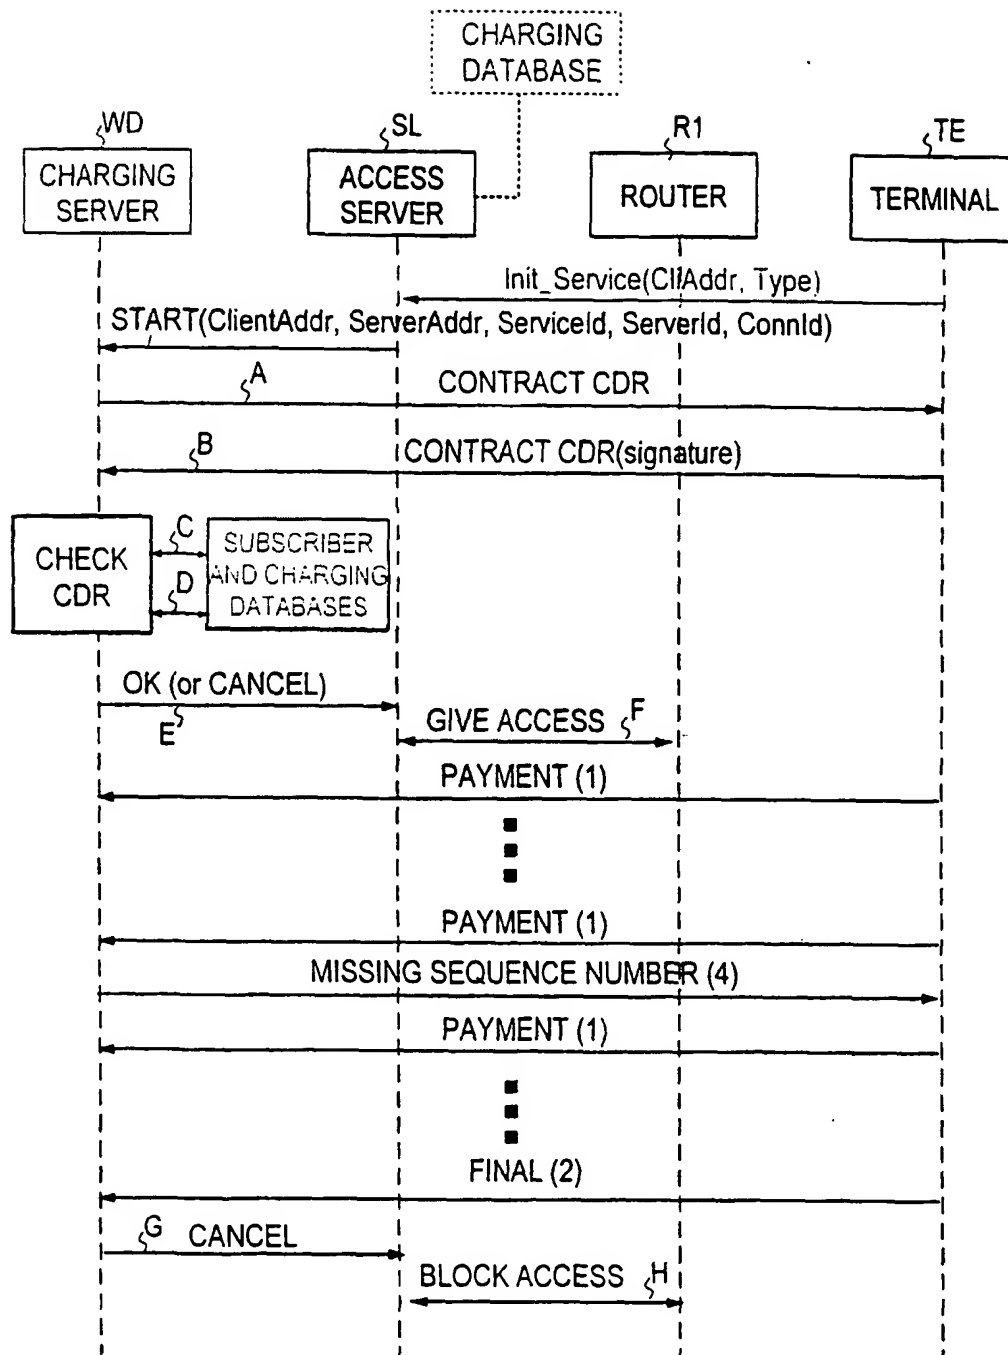 CHARGING
DATABASE
WD
SL
R1
TE
CHARGING
SERVER
ACCESS
SERVER
ROUTER
TERMINAL
Init_Service(CliAddr, Type)
START(ClientAddr, ServerAddr, ServiceId, ServerId, ConnId)
A
CONTRACT CDR
B
CONTRACT CDR(signature)
CHECK
CDR
C
D
SUBSCRIBER
AND CHARGING
DATABASES
OK (or CANCEL)
E
GIVE ACCESS
F
PAYMENT (1)
PAYMENT (1)
MISSING SEQUENCE NUMBER (4)
PAYMENT (1)
FINAL (2)
G
CANCEL
BLOCK ACCESS
H